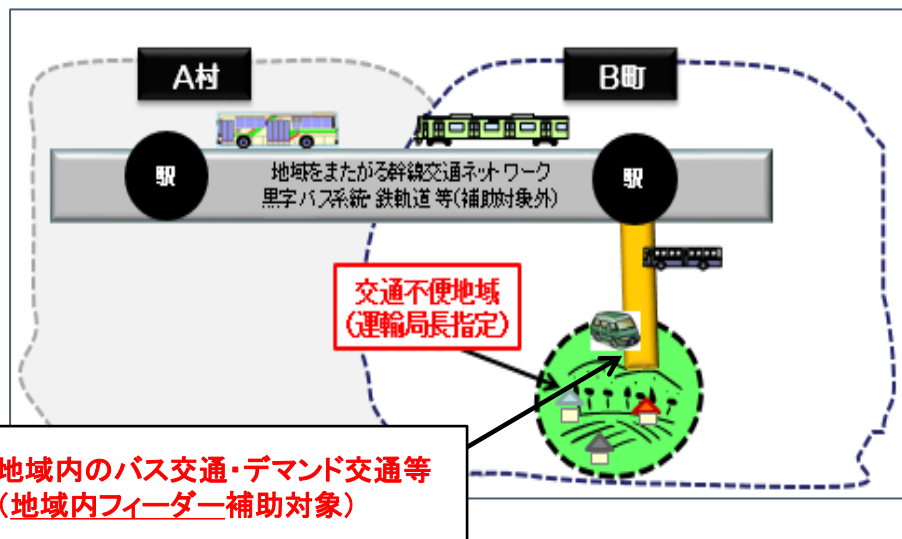 A村
B町
駅
地域をまたがる幹線交通ネットワーク
黒字バス系統・鉄軌道等(補助対象外)
駅
交通不便地域
(運輸局長指定)
地域内のバス交通・デマンド交通等
(地域内フィーダー補助対象)